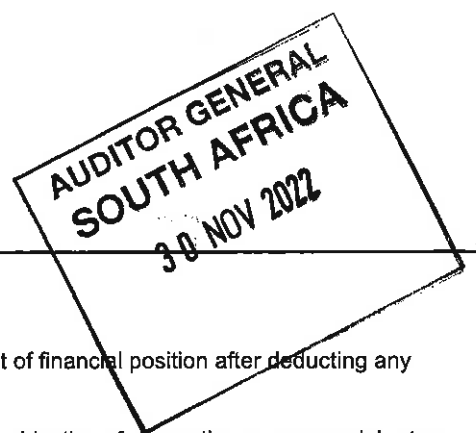 AUDITOR GENERAL
SOUTH AFRICA
30 NOV 2022
t of financial position after deducting any